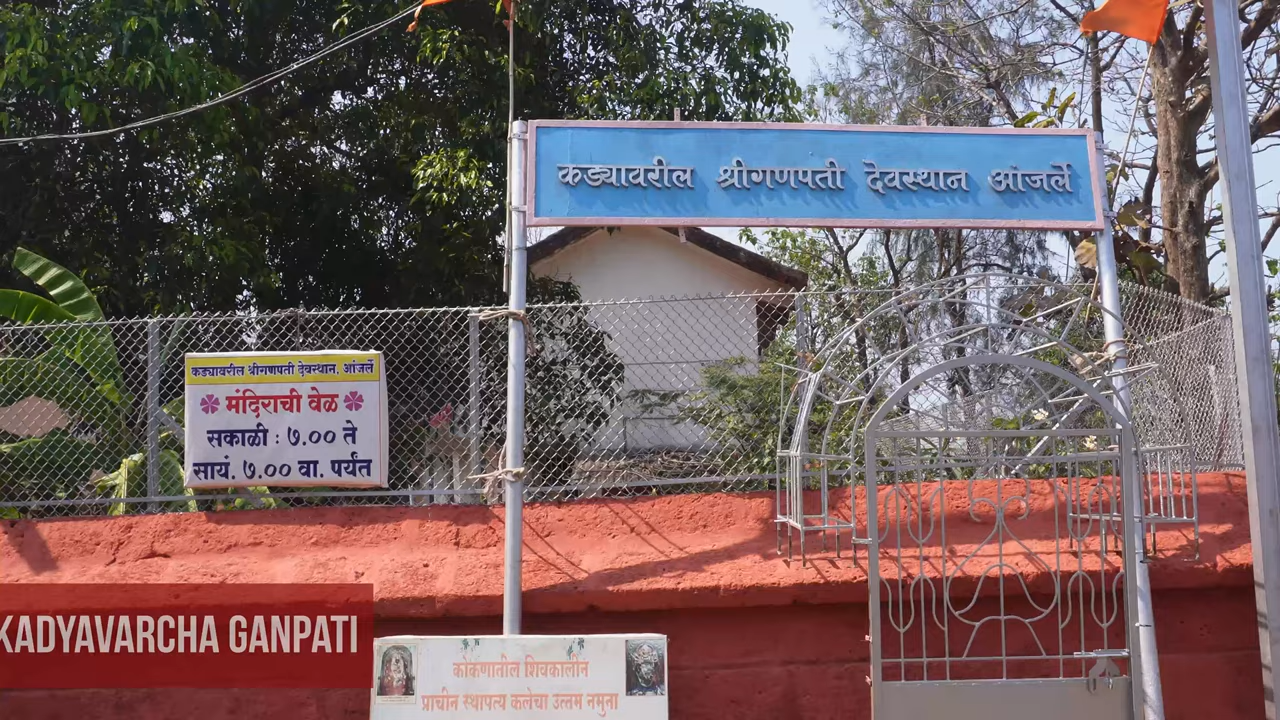 कड्यावरील श्रीगणपती देवस्थान आंजर्ले
कड्यावरील श्रीगणपती देवस्थान, आंजर्ले
मंदिराची वेळ
सकाळी : ७.०० ते
सायं. ७.०० वा. पर्यंत
KADYAVARCHA GANPATI
कोकणातील शिवकालीन
प्राचीन स्थापत्य कलेचा उत्तम नमुना